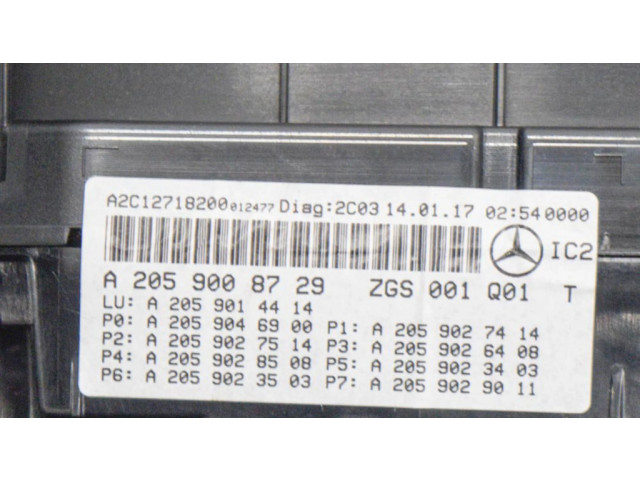 A2C12718200012477 Diag:2C03 14.01.17 02:540000
IC2
A 205 900 87 29 ZGS 001 Q01 T
LU: A 205 901 44 14
P0: A 205 904 69 00 P1: A 205 902 74 14
P2: A 205 902 75 14 P3: A 205 902 64 08
P4: A 205 902 85 08 P5: A 205 902 34 03
P6: A 205 902 35 03 P7: A 205 902 90 11